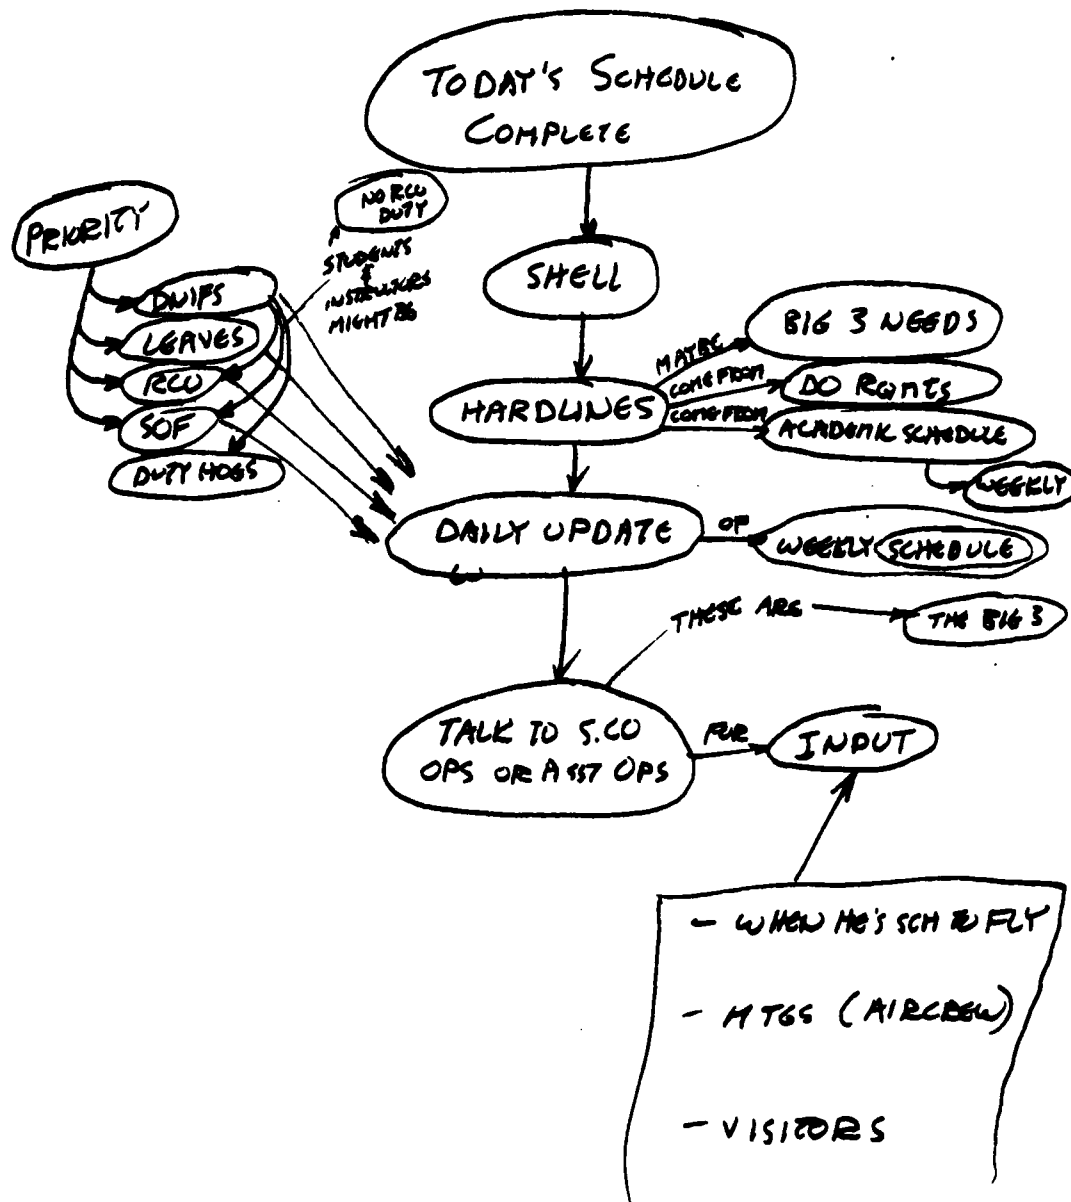 TODAY'S SCHEDULE
COMPLETE
NO RCO
DUTY
PRIORITY
STUDENTS
&
INSTRUCTORS
MIGHT BE
SHELL
DNIFS
LEAVES
RCO
SOF
DUTY HOGS
BIG 3 NEEDS
MAYBE
COME FROM
DO RQMTS
HARDLINES
COME FROM
ACADEMIC SCHEDULE
WEEKLY
DAILY UPDATE
OF
WEEKLY SCHEDULE
THESE ARE
THE BIG 3
TALK TO S.CO
OPS OR ASST OPS
FOR
INPUT
- WHEN HE'S SCH TO FLY
- MTGS (AIRCREW)
- VISITORS